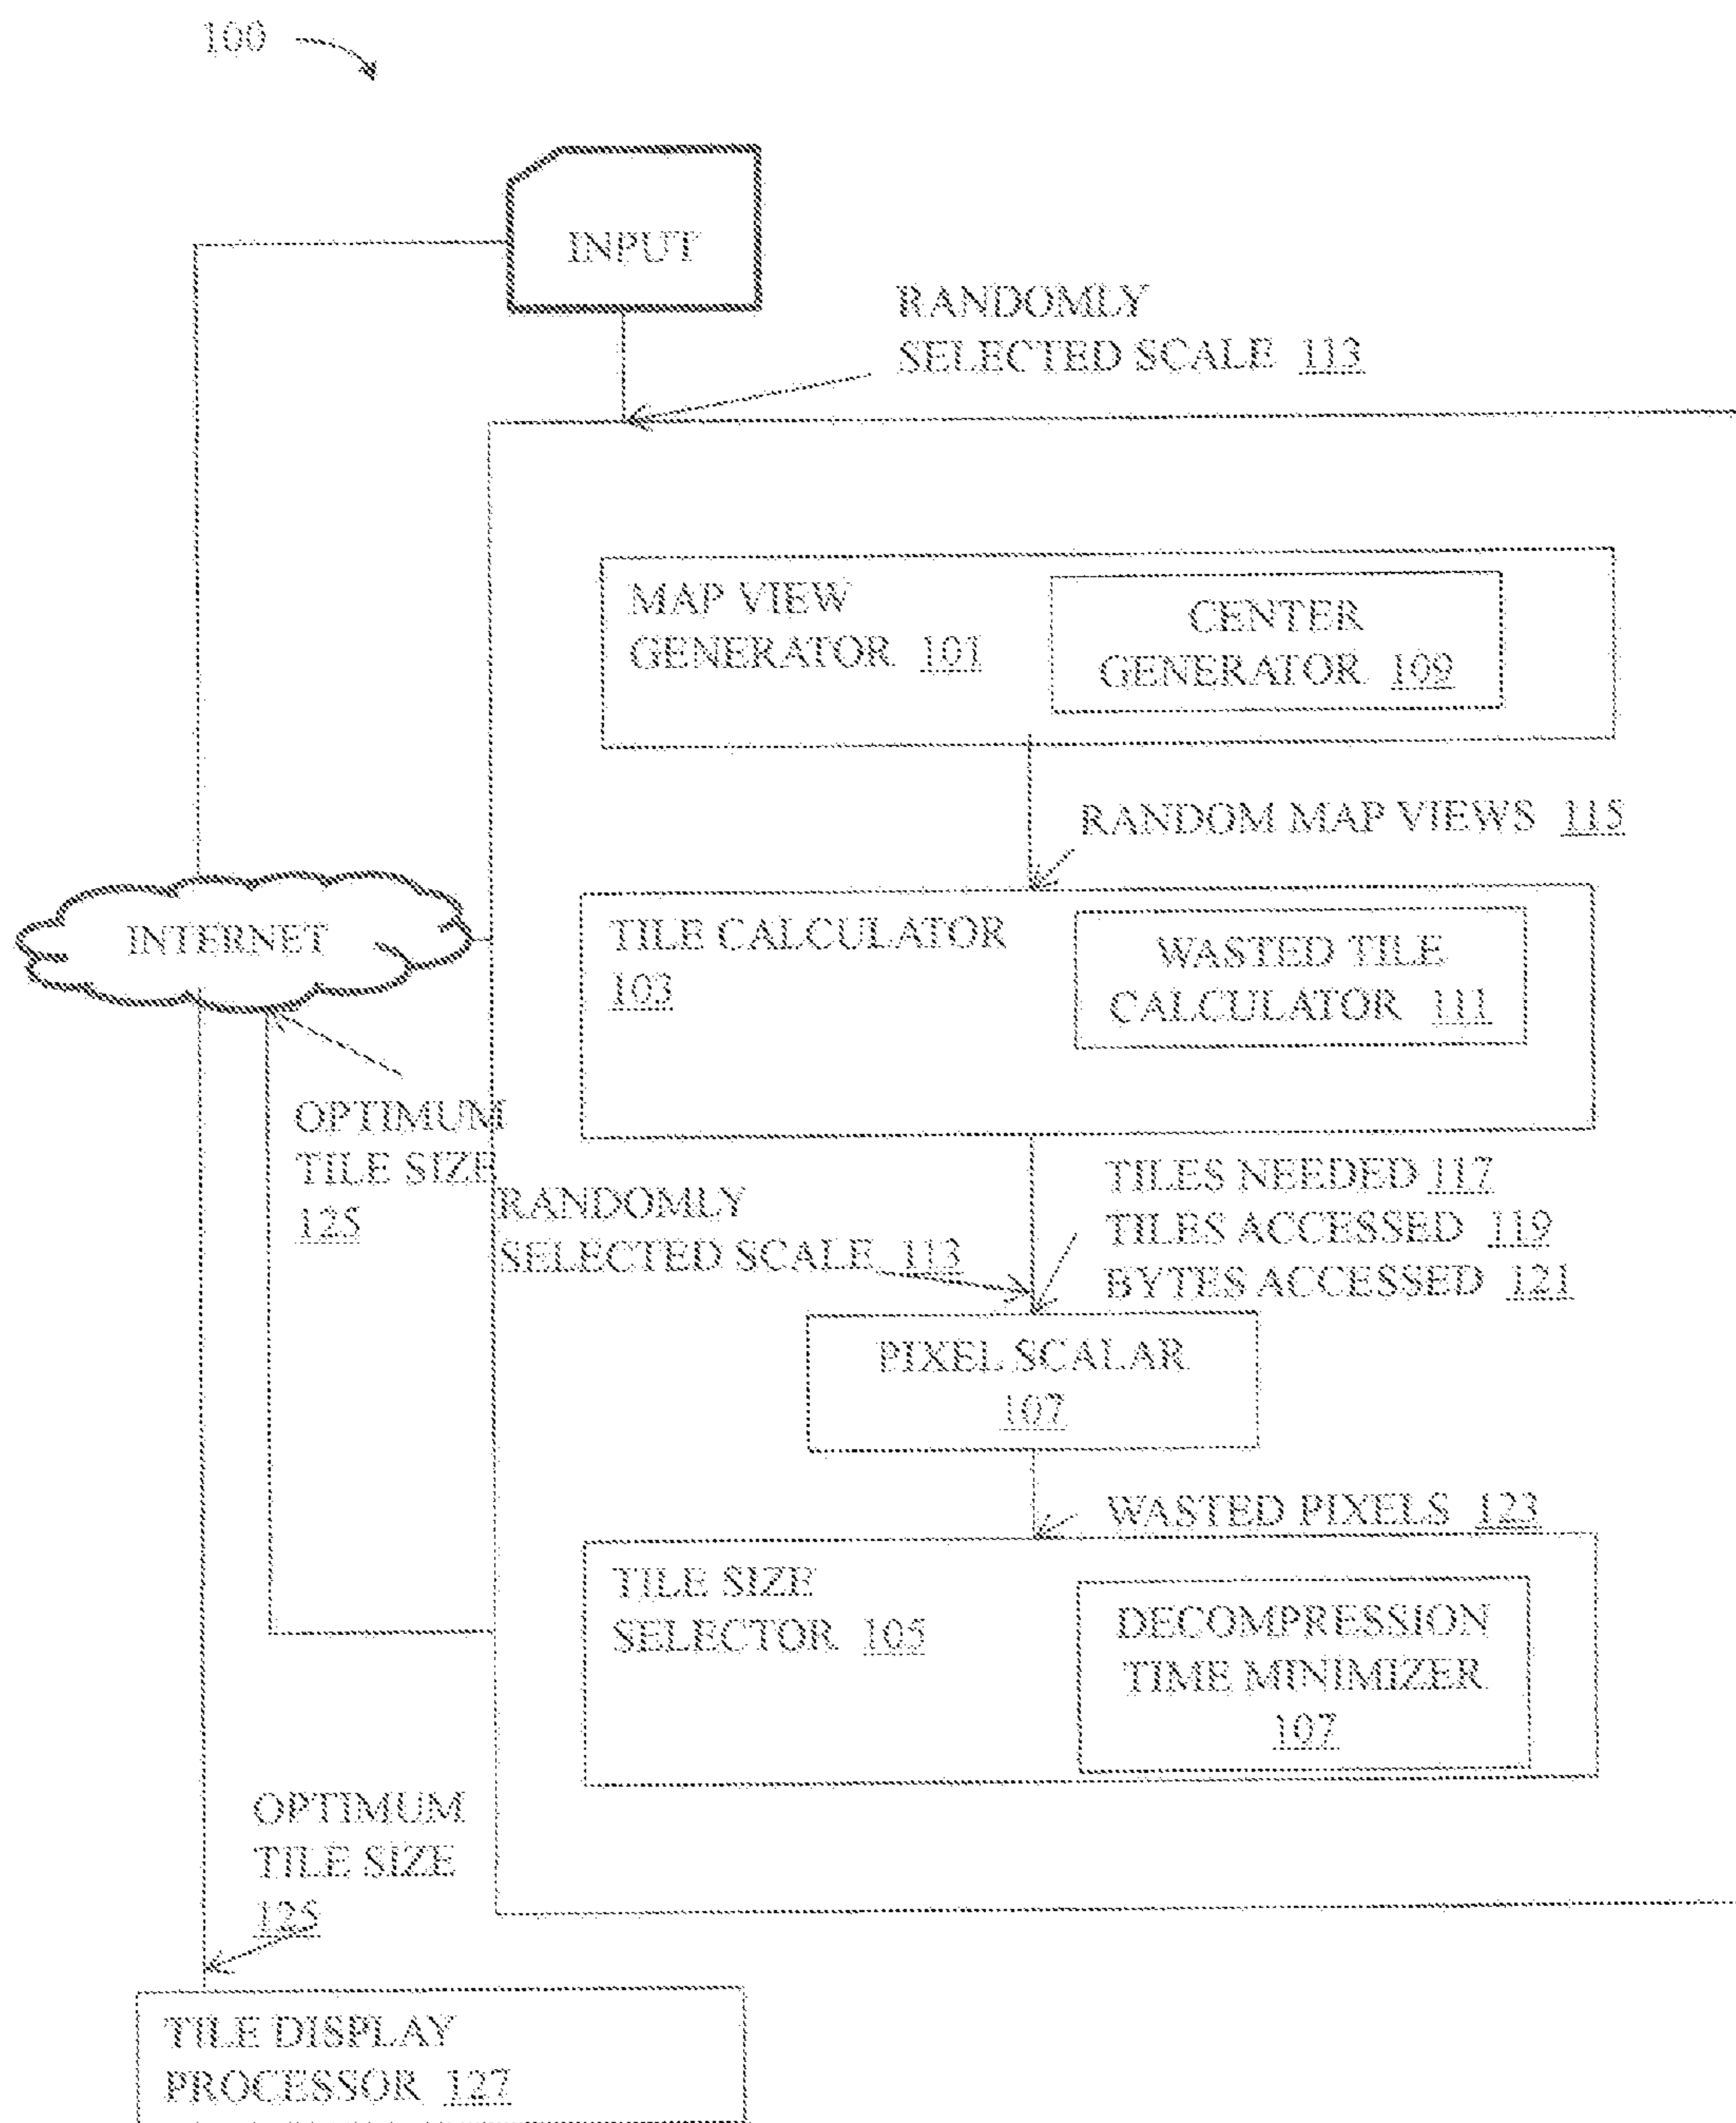 100
INPUT
RANDOMLY
SELECTED SCALE 113
MAP VIEW
GENERATOR 101
CENTER
GENERATOR 109
RANDOM MAP VIEWS 115
INTERNET
TILE CALCULATOR
103
WASTED TILE
CALCULATOR 111
OPTIMUM
TILE SIZE
125
RANDOMLY
SELECTED SCALE 113
TILES NEEDED 117
TILES ACCESSED 119
BYTES ACCESSED 121
PIXEL SCALAR
107
WASTED PIXELS 123
TILE SIZE
SELECTOR 105
DECOMPRESSION
TIME MINIMIZER
107
OPTIMUM
TILE SIZE
125
TILE DISPLAY
PROCESSOR 127